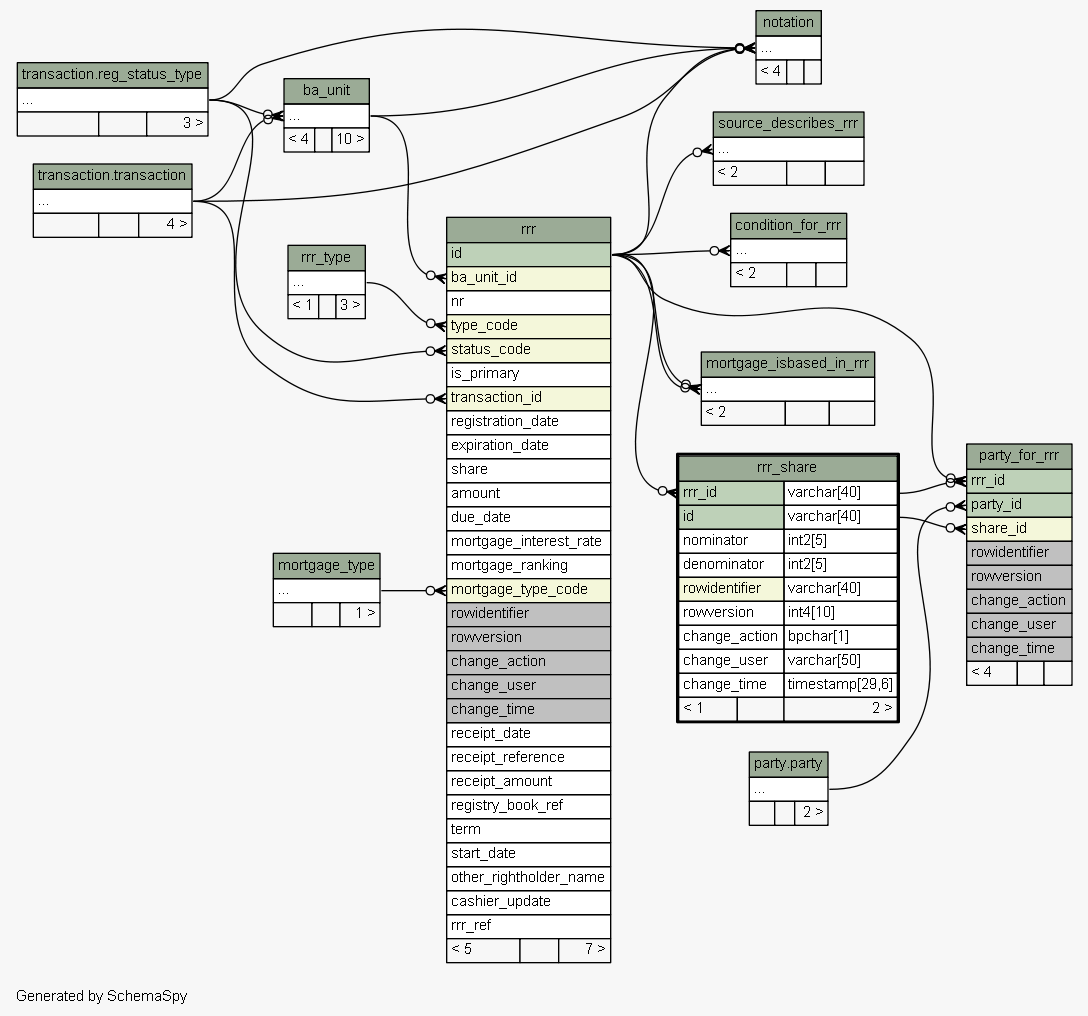 notation
...
< 4
transaction.reg_status_type
...
3 >
ba_unit
...
< 4 10 >
source_describes_rrr
...
< 2
transaction.transaction
...
4 >
condition_for_rrr
...
< 2
rrr_type
...
< 1 3 >
rrr
id
ba_unit_id
nr
type_code
status_code
is_primary
transaction_id
registration_date
expiration_date
share
amount
due_date
mortgage_interest_rate
mortgage_ranking
mortgage_type_code
rowidentifier
rowversion
change_action
change_user
change_time
receipt_date
receipt_reference
receipt_amount
registry_book_ref
term
start_date
other_rightholder_name
cashier_update
rrr_ref
< 5 7 >
mortgage_isbased_in_rrr
...
< 2
rrr_share
rrr_id varchar[40]
id varchar[40]
nominator int2[5]
denominator int2[5]
rowidentifier varchar[40]
rowversion int4[10]
change_action bpchar[1]
change_user varchar[50]
change_time timestamp[29,6]
< 1 2 >
party_for_rrr
rrr_id
party_id
share_id
rowidentifier
rowversion
change_action
change_user
change_time
< 4
mortgage_type
...
1 >
party.party
...
2 >
Generated by SchemaSpy